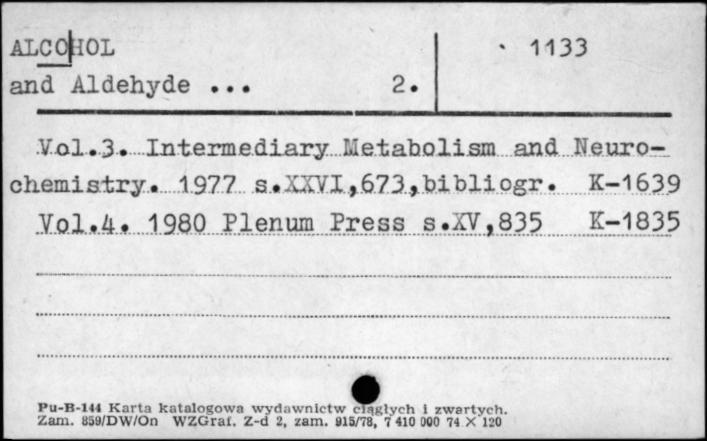 ALCOHOL 1133
and Aldehyde ... 2.
Vol.3. Intermediary Metabolism and Neuro-
chemistry. 1977 s.XXVI,673,bibliogr. K-1639
Vol.4. 1980 Plenum Press s.XV,835 K-1835
Pu-B-144 Karta katalogowa wydawnictw ciągłych i zwartych.
Zam. 859/DW/On WZGraf. Z-d 2, zam. 915/78, 7 410 000 74 X 120